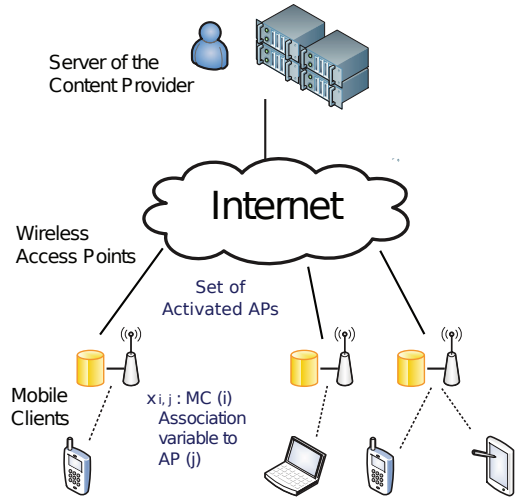 Server of the
Content Provider
Internet
Wireless
Access Points
Set of
Activated APs
Mobile
Clients
x i, j : MC (i)
Association
variable to
AP (j)